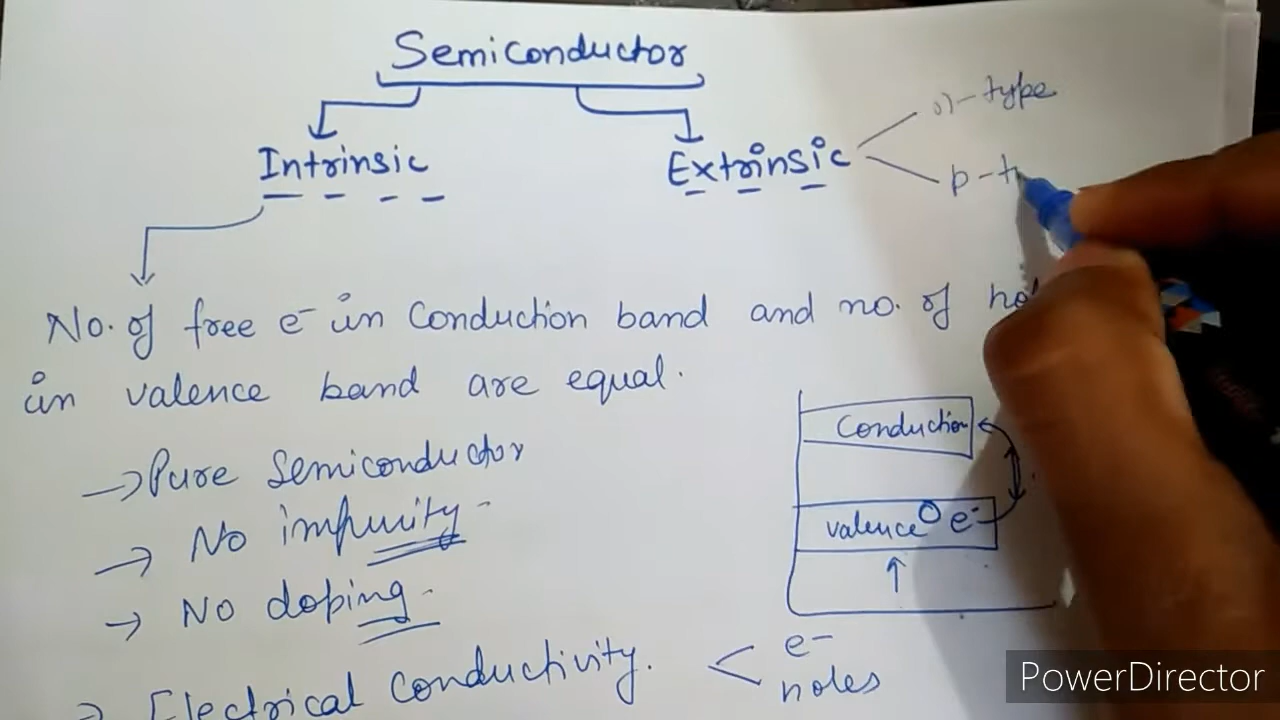 Semiconductor
Intrinsic
Extrinsic
n-type
p-t
No. of free e- in conduction band and no. of ho
in valence band are equal.
→ Pure semiconductor
→ No impurity.
→ No doping.
→ Electrical conductivity. < e-
holes
Conduction
valence e-
PowerDirector